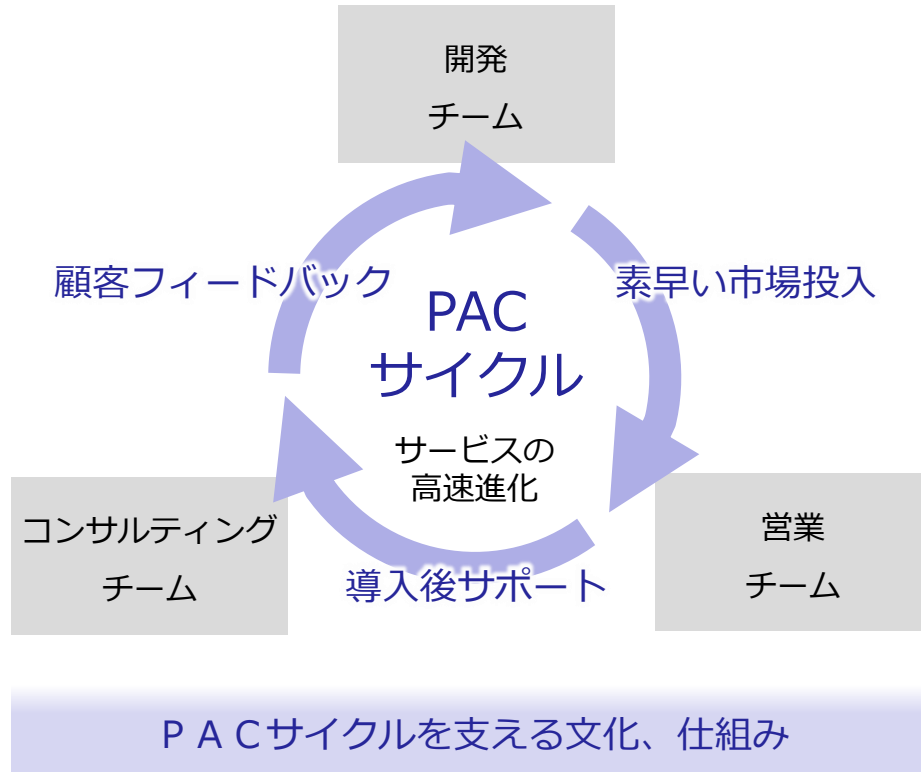 開発
チーム
顧客フィードバック
素早い市場投入
PAC
サイクル
サービスの
高速進化
コンサルティング
チーム
導入後サポート
営業
チーム
ＰＡＣサイクルを支える文化、仕組み